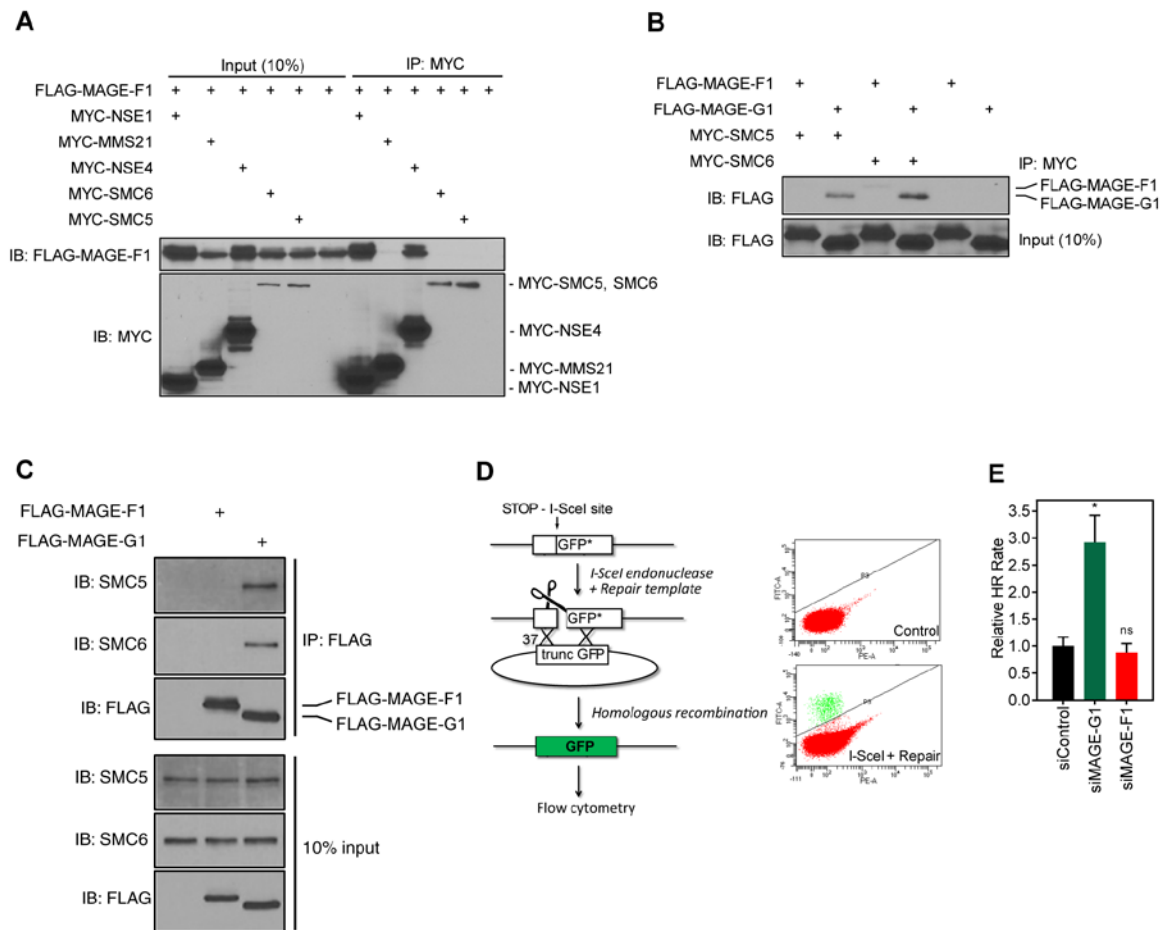 A
Input (10%) IP: MYC
FLAG-MAGE-F1 + + + + + + + + + + + +
MYC-NSE1 + +
MYC-MMS21 + +
MYC-NSE4 + +
MYC-SMC6 + +
MYC-SMC5 + +
IB: FLAG-MAGE-F1
IB: MYC
- MYC-SMC5, SMC6
- MYC-NSE4
- MYC-MMS21
- MYC-NSE1
B
FLAG-MAGE-F1 + + +
FLAG-MAGE-G1 + + +
MYC-SMC5 + +
MYC-SMC6 + +
IP: MYC
IB: FLAG
FLAG-MAGE-F1
FLAG-MAGE-G1
IB: FLAG
Input (10%)
C
FLAG-MAGE-F1 +
FLAG-MAGE-G1 +
IB: SMC5
IB: SMC6
IP: FLAG
IB: FLAG
FLAG-MAGE-F1
FLAG-MAGE-G1
IB: SMC5
IB: SMC6
10% input
IB: FLAG
D
STOP - I-SceI site
GFP*
I-SceI endonuclease
+ Repair template
GFP*
37
trunc GFP
Homologous recombination
GFP
Flow cytometry
FITC-A
P3
Control
PE-A
FITC-A
P3
I-SceI + Repair
PE-A
E
Relative HR Rate
3.5
3.0
2.5
2.0
1.5
1.0
0.5
0.0
*
ns
siControl
siMAGE-G1
siMAGE-F1